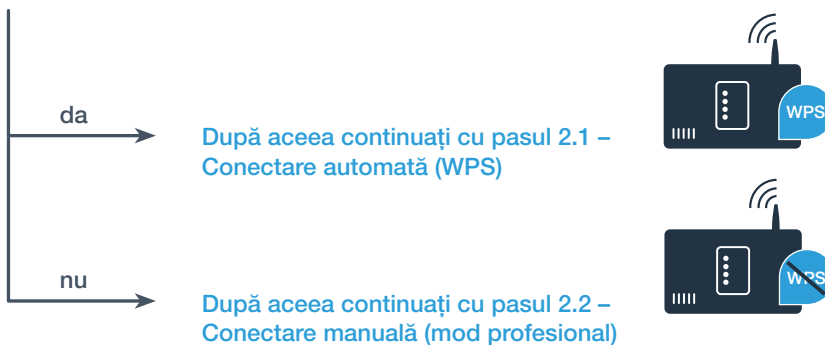 da
După aceea continuați cu pasul 2.1 –
Conectare automată (WPS)
WPS
nu
După aceea continuați cu pasul 2.2 –
Conectare manuală (mod profesional)
WPS